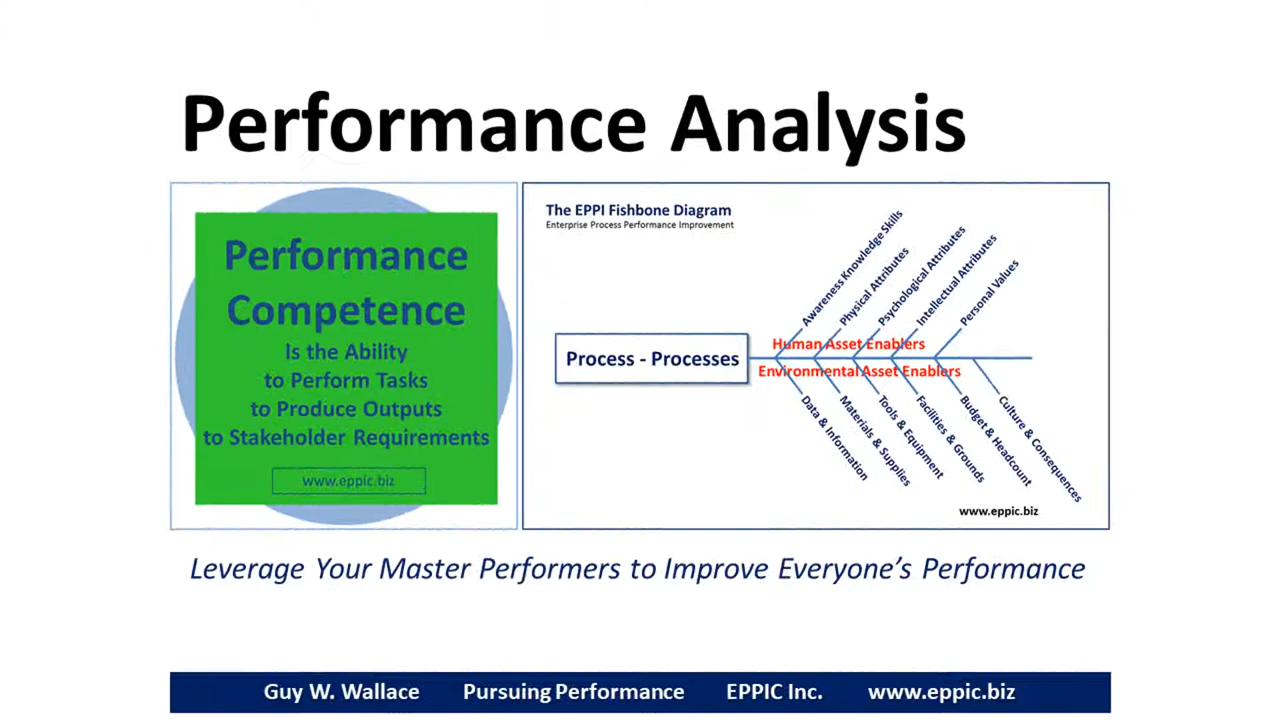 Performance Analysis
Performance
Competence
Is the Ability
to Perform Tasks
to Produce Outputs
to Stakeholder Requirements
www.eppic.biz
The EPPI Fishbone Diagram
Enterprise Process Performance Improvement
Awareness Knowledge Skills
Physical Attributes
Psychological Attributes
Intellectual Attributes
Personal Values
Human Asset Enablers
Process - Processes
Environmental Asset Enablers
Data & Information
Materials & Supplies
Tools & Equipment
Facilities & Grounds
Budget & Headcount
Culture & Consequences
www.eppic.biz
Leverage Your Master Performers to Improve Everyone's Performance
Guy W. Wallace Pursuing Performance EPPIC Inc. www.eppic.biz